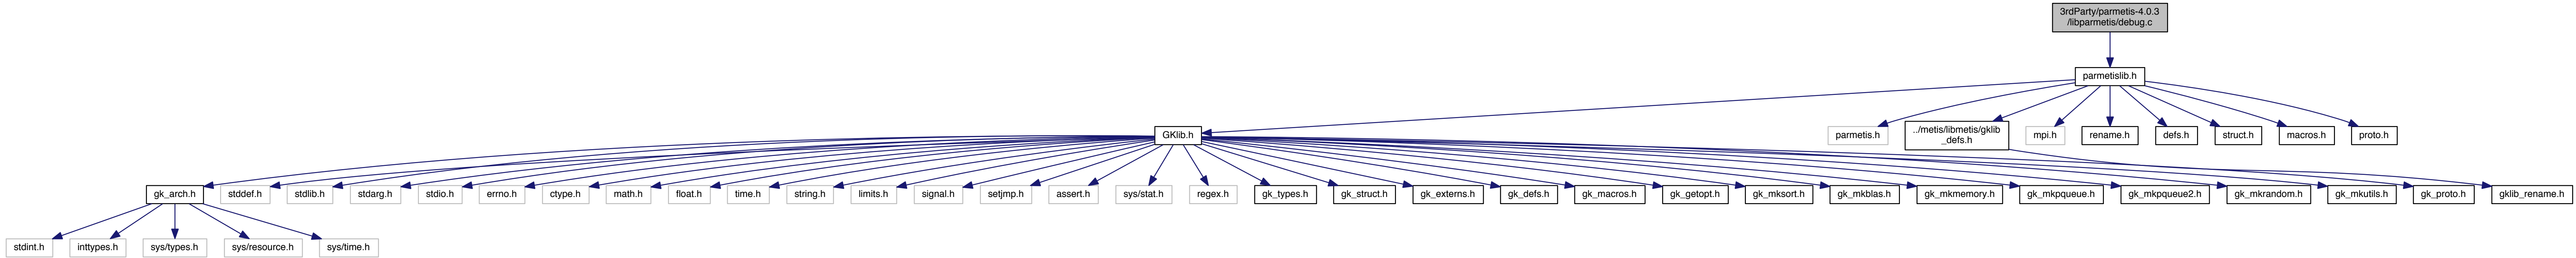 3rdParty/parmetis-4.0.3
/libparmetis/debug.c
parmetislib.h
GKlib.h
parmetis.h
../metis/libmetis/gklib
_defs.h
mpi.h
rename.h
defs.h
struct.h
macros.h
proto.h
gk_arch.h
stddef.h
stdlib.h
stdarg.h
stdio.h
errno.h
ctype.h
math.h
float.h
time.h
string.h
limits.h
signal.h
setjmp.h
assert.h
sys/stat.h
regex.h
gk_types.h
gk_struct.h
gk_externs.h
gk_defs.h
gk_macros.h
gk_getopt.h
gk_mksort.h
gk_mkblas.h
gk_mkmemory.h
gk_mkpqueue.h
gk_mkpqueue2.h
gk_mkrandom.h
gk_mkutils.h
gk_proto.h
gklib_rename.h
stdint.h
inttypes.h
sys/types.h
sys/resource.h
sys/time.h